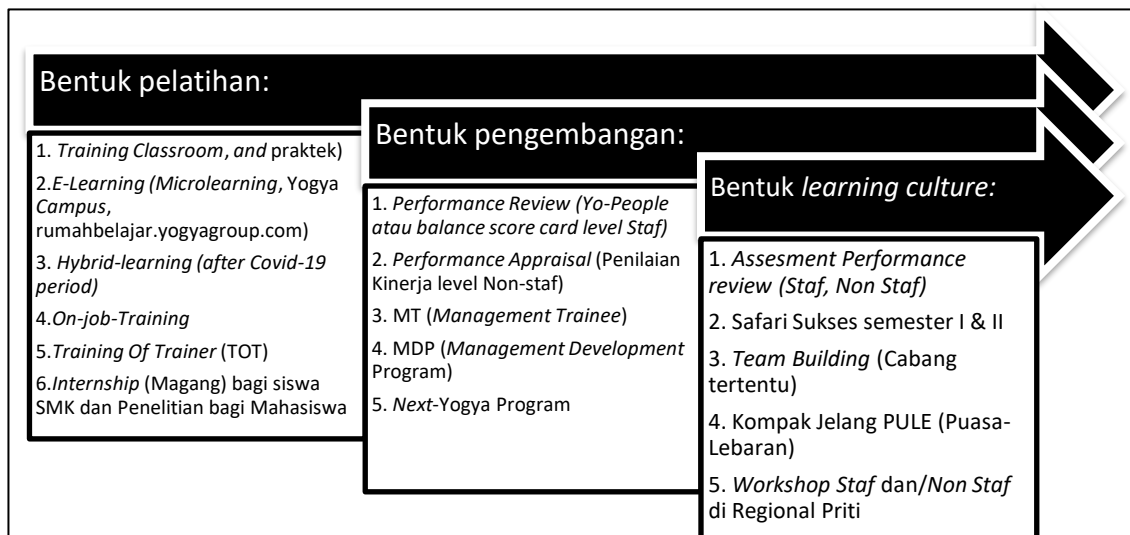 Bentuk pelatihan:
1. Training Classroom, and praktek)
2.E-Learning (Microlearning, Yogya
Campus,
rumahbelajar.yogyagroup.com)
3. Hybrid-learning (after Covid-19
period)
4.On-job-Training
5.Training Of Trainer (TOT)
6.Internship (Magang) bagi siswa
SMK dan Penelitian bagi Mahasiswa
Bentuk pengembangan:
1. Performance Review (Yo-People
atau balance score card level Staf)
2. Performance Appraisal (Penilaian
Kinerja level Non-staf)
3. MT (Management Trainee)
4. MDP (Management Development
Program)
5. Next-Yogya Program
Bentuk learning culture:
1. Assesment Performance
review (Staf, Non Staf)
2. Safari Sukses semester I & II
3. Team Building (Cabang
tertentu)
4. Kompak Jelang PULE (Puasa-
Lebaran)
5. Workshop Staf dan/Non Staf
di Regional Priti